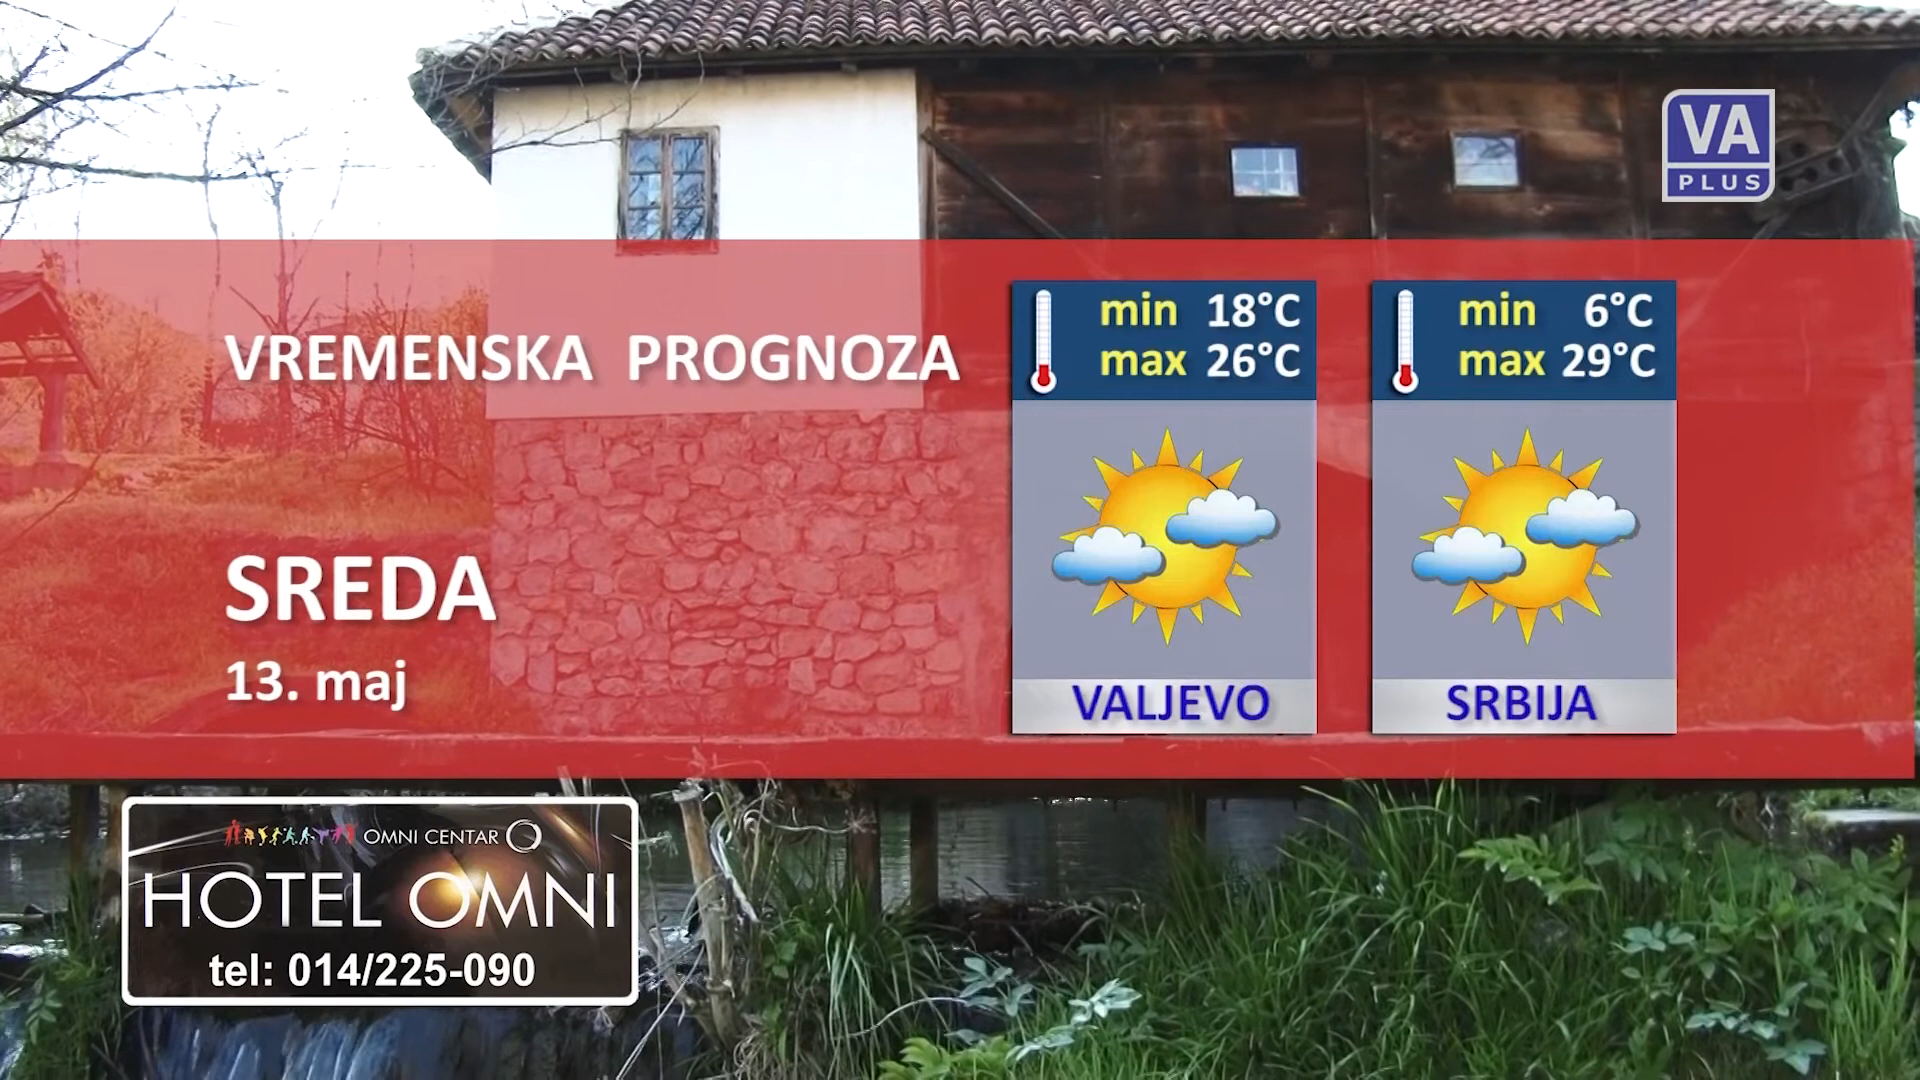 VA
PLUS
VREMENSKA PROGNOZA
SREDA
13. maj
min 18°C
max 26°C
VALJEVO
min 6°C
max 29°C
SRBIJA
OMNI CENTAR
HOTEL OMNI
tel: 014/225-090